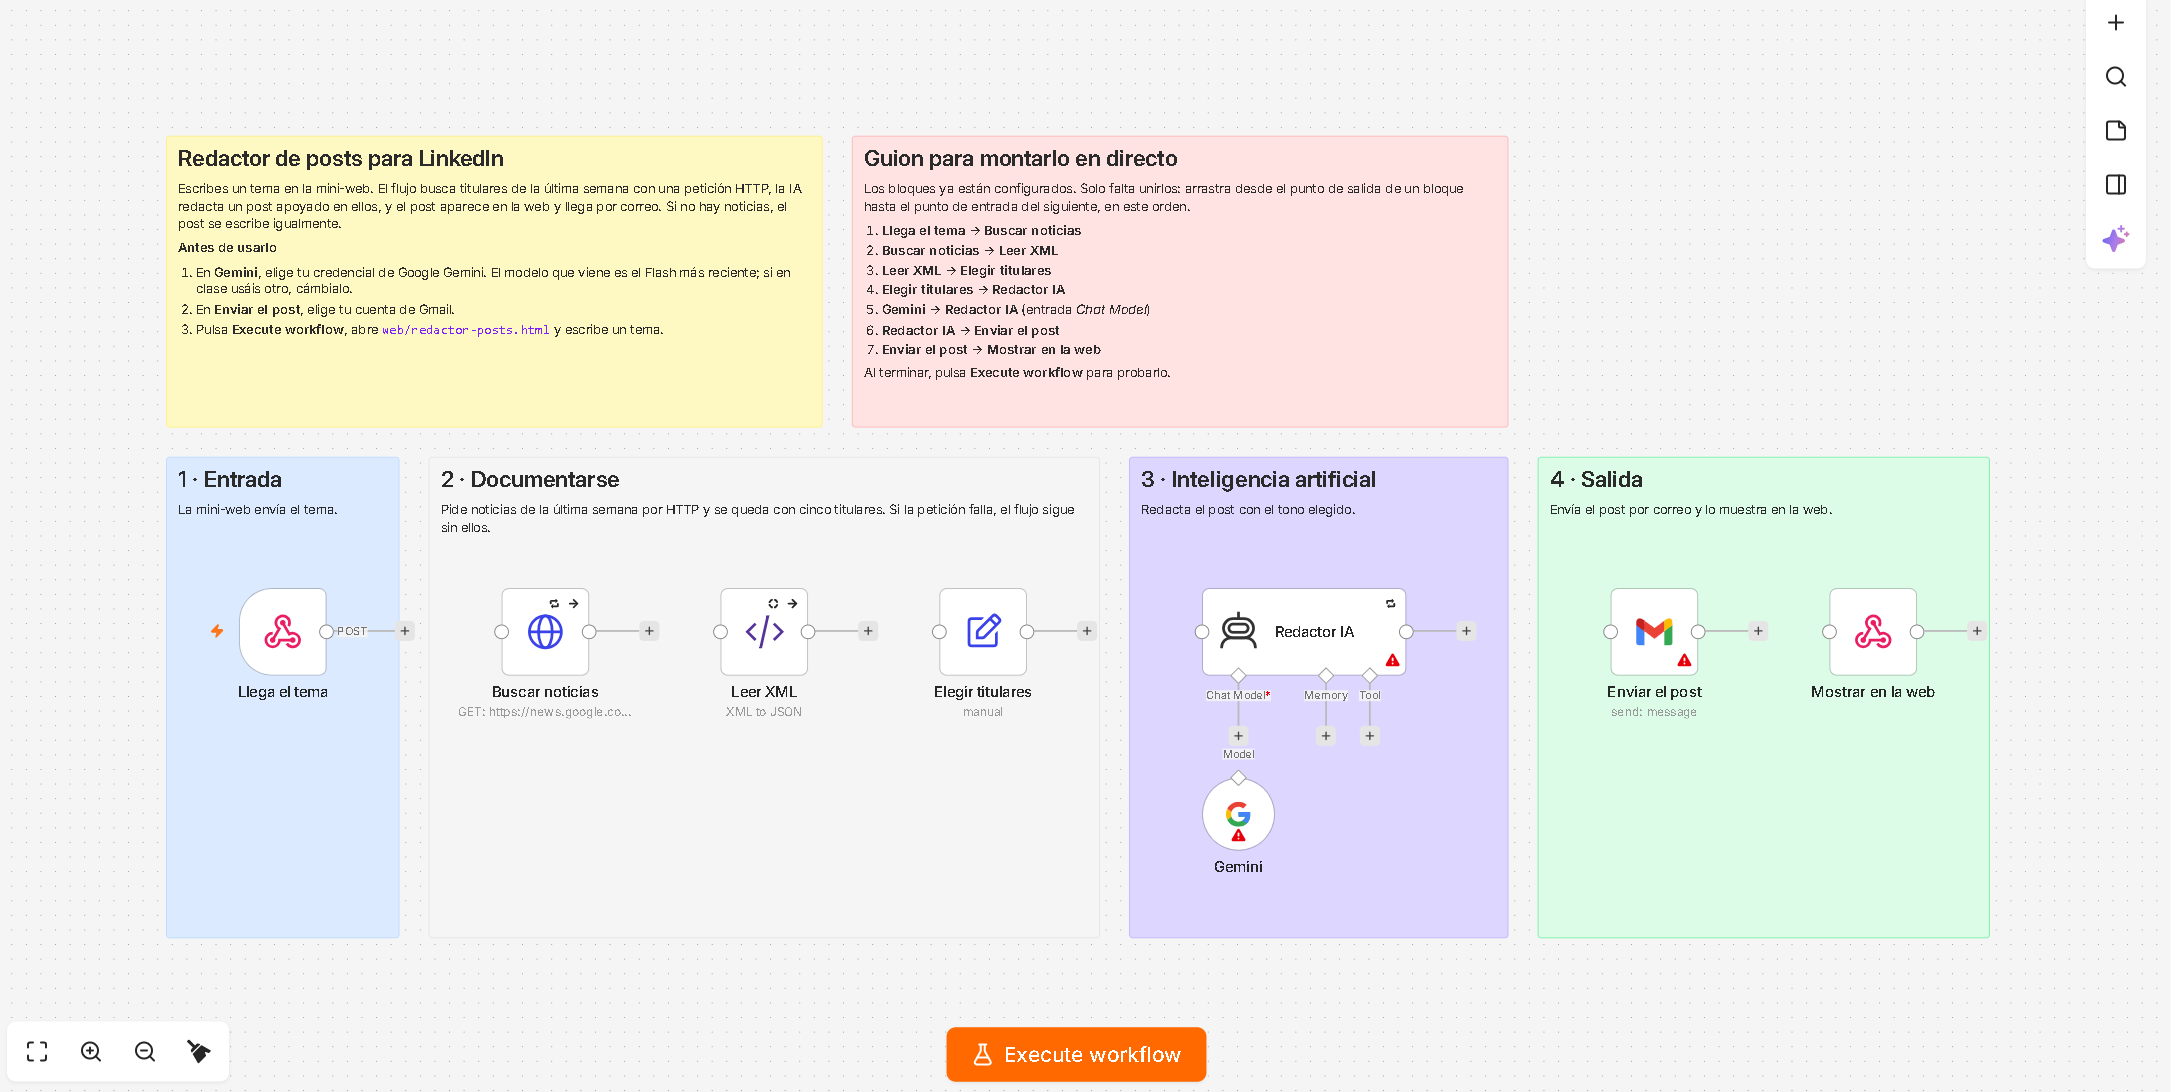 Redactor de posts para LinkedIn
Escribes un tema en la mini-web. El flujo busca titulares de la última semana con una petición HTTP, la IA
redacta un post apoyado en ellos, y el post aparece en la web y llega por correo. Si no hay noticias, el
post se escribe igualmente.
Antes de usarlo
1. En Gemini, elige tu credencial de Google Gemini. El modelo que viene es el Flash más reciente; si en
clase usáis otro, cámbialo.
2. En Enviar el post, elige tu cuenta de Gmail.
3. Pulsa Execute workflow, abre web/redactor-posts.html y escribe un tema.
Guion para montarlo en directo
Los bloques ya están configurados. Solo falta unirlos: arrastra desde el punto de salida de un bloque
hasta el punto de entrada del siguiente, en este orden.
1. Llega el tema → Buscar noticias
2. Buscar noticias → Leer XML
3. Leer XML → Elegir titulares
4. Elegir titulares → Redactor IA
5. Gemini → Redactor IA (entrada Chat Model)
6. Redactor IA → Enviar el post
7. Enviar el post → Mostrar en la web
Al terminar, pulsa Execute workflow para probarlo.
1 · Entrada
La mini-web envía el tema.
POST
Llega el tema
2 · Documentarse
Pide noticias de la última semana por HTTP y se queda con cinco titulares. Si la petición falla, el flujo sigue
sin ellos.
Buscar noticias
GET: https://news.google.co...
Leer XML
XML to JSON
Elegir titulares
manual
3 · Inteligencia artificial
Redacta el post con el tono elegido.
Redactor IA
Chat Model*
Memory
Tool
Model
Gemini
4 · Salida
Envía el post por correo y lo muestra en la web.
Enviar el post
send: message
Mostrar en la web
Execute workflow